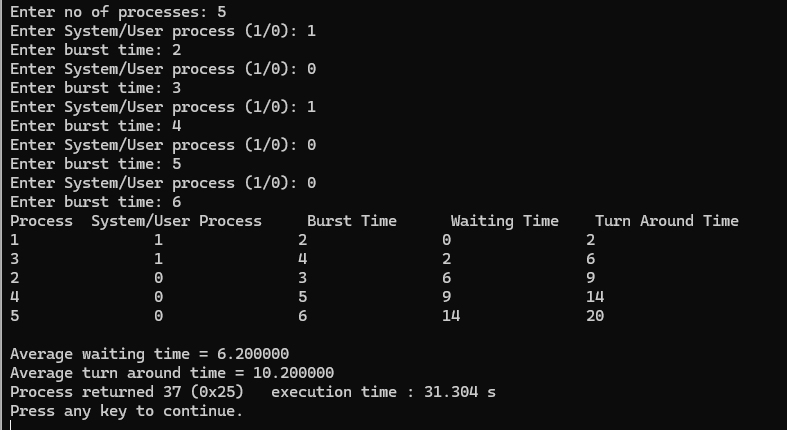 Enter no of processes: 5
Enter System/User process (1/0): 1
Enter burst time: 2
Enter System/User process (1/0): 0
Enter burst time: 3
Enter System/User process (1/0): 1
Enter burst time: 4
Enter System/User process (1/0): 0
Enter burst time: 5
Enter System/User process (1/0): 0
Enter burst time: 6
Process  System/User Process     Burst Time      Waiting Time    Turn Around Time
1               1               2               0               2
3               1               4               2               6
2               0               3               6               9
4               0               5               9               14
5               0               6               14              20

Average waiting time = 6.200000
Average turn around time = 10.200000
Process returned 37 (0x25)   execution time : 31.304 s
Press any key to continue.